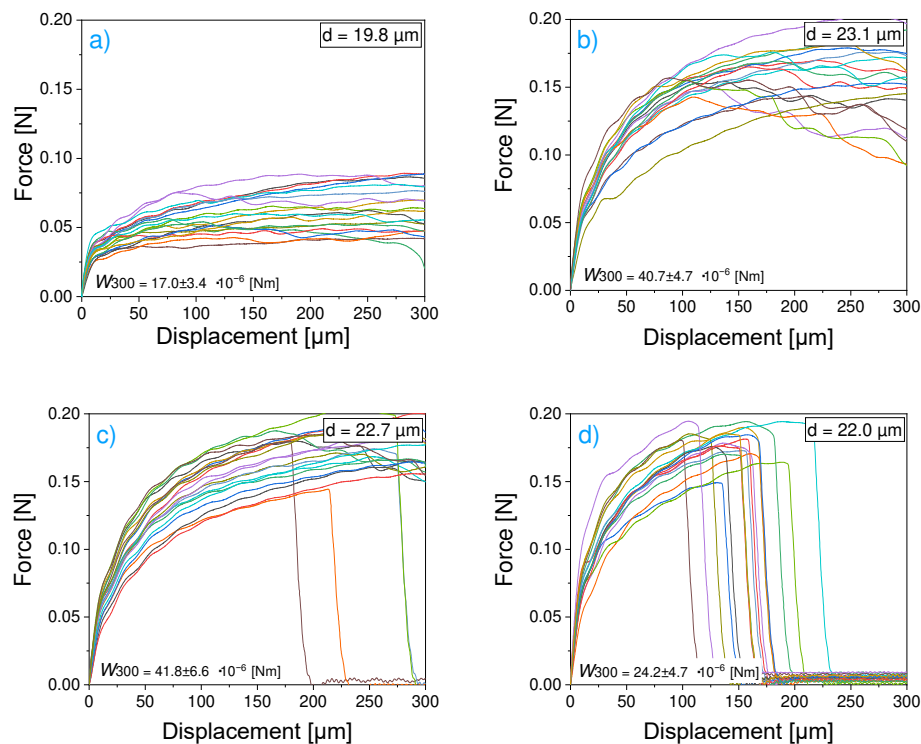 a)
d = 19.8 µm
Force [N]
0.20
0.15
0.10
0.05
0.00
W300 = 17.0±3.4 ·10⁻⁶ [Nm]
0 50 100 150 200 250 300
Displacement [µm]
b)
d = 23.1 µm
Force [N]
0.20
0.15
0.10
0.05
0.00
W300 = 40.7±4.7 ·10⁻⁶ [Nm]
0 50 100 150 200 250 300
Displacement [µm]
c)
d = 22.7 µm
Force [N]
0.20
0.15
0.10
0.05
0.00
W300 = 41.8±6.6 ·10⁻⁶ [Nm]
0 50 100 150 200 250 300
Displacement [µm]
d)
d = 22.0 µm
Force [N]
0.20
0.15
0.10
0.05
0.00
W300 = 24.2±4.7 ·10⁻⁶ [Nm]
0 50 100 150 200 250 300
Displacement [µm]